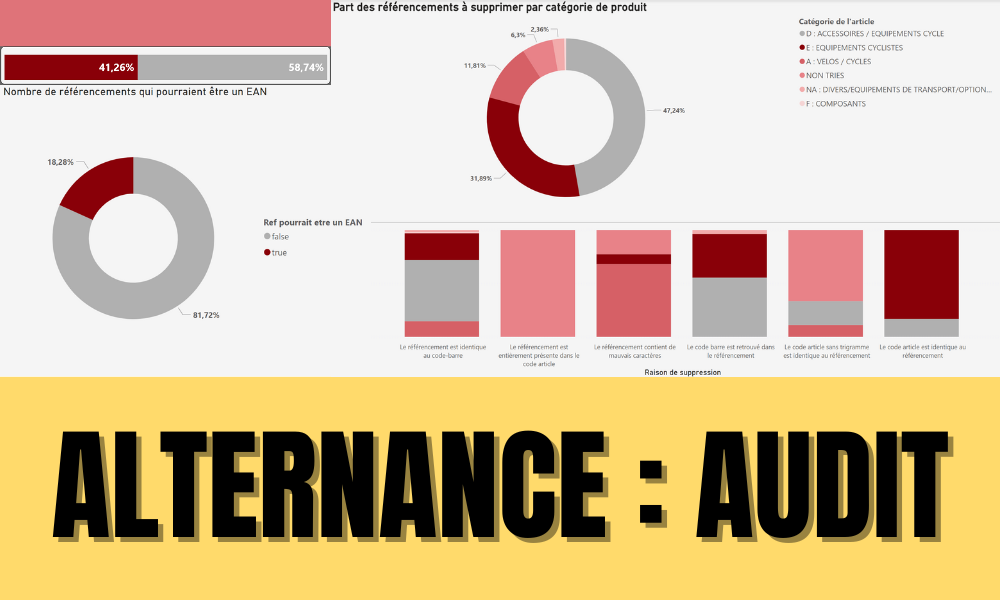 Part des référencements à supprimer par catégorie de produit
41,26%
58,74%
Nombre de référencements qui pourraient être un EAN
18,28%
81,72%
Ref pourrait etre un EAN
false
true
2,36%
6,3%
11,81%
47,24%
31,89%
Catégorie de l'article
D : ACCESSOIRES / EQUIPEMENTS CYCLE
E : EQUIPEMENTS CYCLISTES
A : VELOS / CYCLES
NON TRIES
NA : DIVERS/EQUIPEMENTS DE TRANSPORT/OPTION...
F : COMPOSANTS
Le référencement est identique
au code-barre
Le référencement est
entièrement présente dans le
code article
Le référencement contient de
mauvais caractères
Le code barre est retrouvé dans
le référencement
Le code article sans trigramme
est identique au référencement
Le code article est identique au
référencement
Raison de suppression
ALTERNANCE : AUDIT